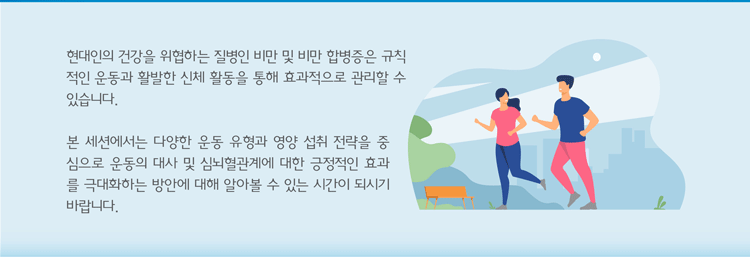 현대인의 건강을 위협하는 질병인 비만 및 비만 합병증은 규칙
적인 운동과 활발한 신체 활동을 통해 효과적으로 관리할 수
있습니다.
본 세션에서는 다양한 운동 유형과 영양 섭취 전략을 중
심으로 운동의 대사 및 심뇌혈관계에 대한 긍정적인 효과
를 극대화하는 방안에 대해 알아볼 수 있는 시간이 되시기
바랍니다.